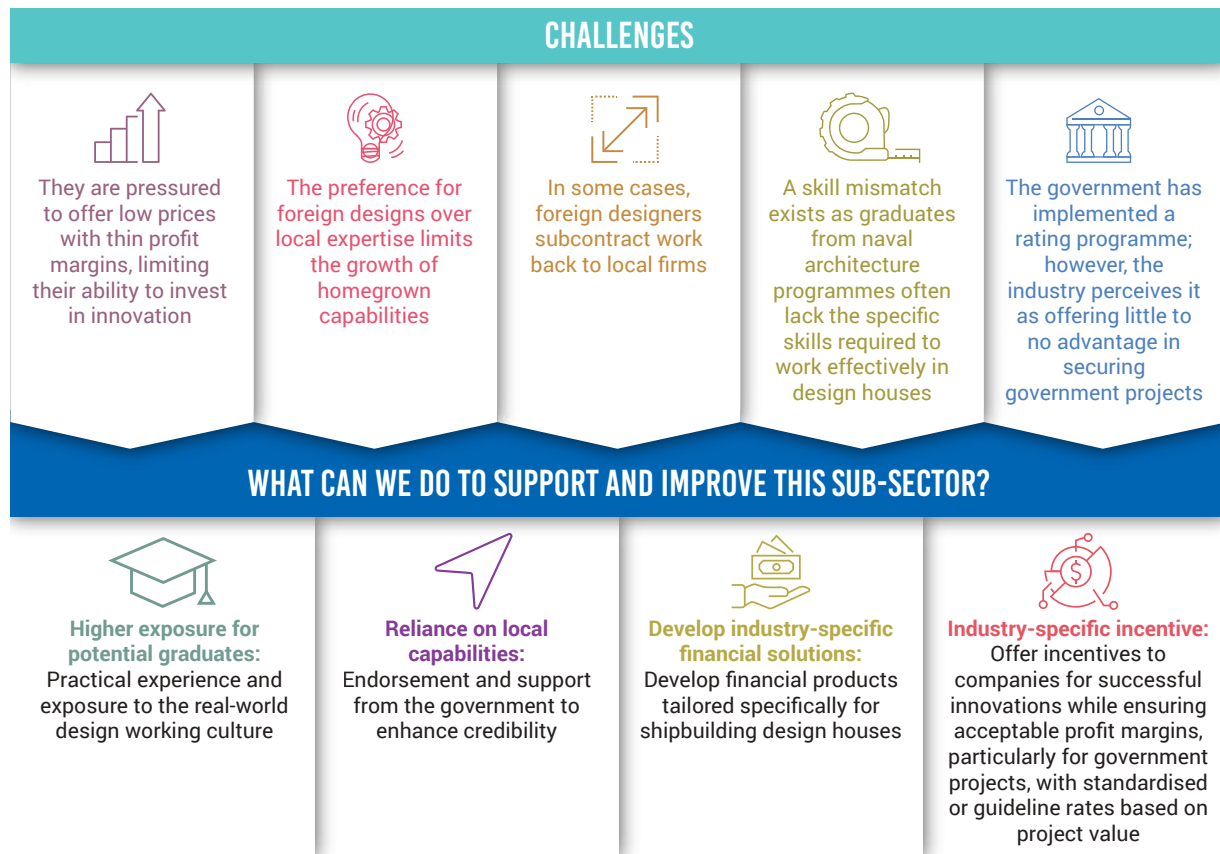 CHALLENGES
They are pressured
to offer low prices
with thin profit
margins, limiting
their ability to invest
in innovation
The preference for
foreign designs over
local expertise limits
the growth of
homegrown
capabilities
In some cases,
foreign designers
subcontract work
back to local firms
A skill mismatch
exists as graduates
from naval
architecture
programmes often
lack the specific
skills required to
work effectively in
design houses
The government has
implemented a
rating programme;
however, the
industry perceives it
as offering little to
no advantage in
securing
government projects
WHAT CAN WE DO TO SUPPORT AND IMPROVE THIS SUB-SECTOR?
Higher exposure for
potential graduates:
Practical experience and
exposure to the real-world
design working culture
Reliance on local
capabilities:
Endorsement and support
from the government to
enhance credibility
Develop industry-specific
financial solutions:
Develop financial products
tailored specifically for
shipbuilding design houses
Industry-specific incentive:
Offer incentives to
companies for successful
innovations while ensuring
acceptable profit margins,
particularly for government
projects, with standardised
or guideline rates based on
project value